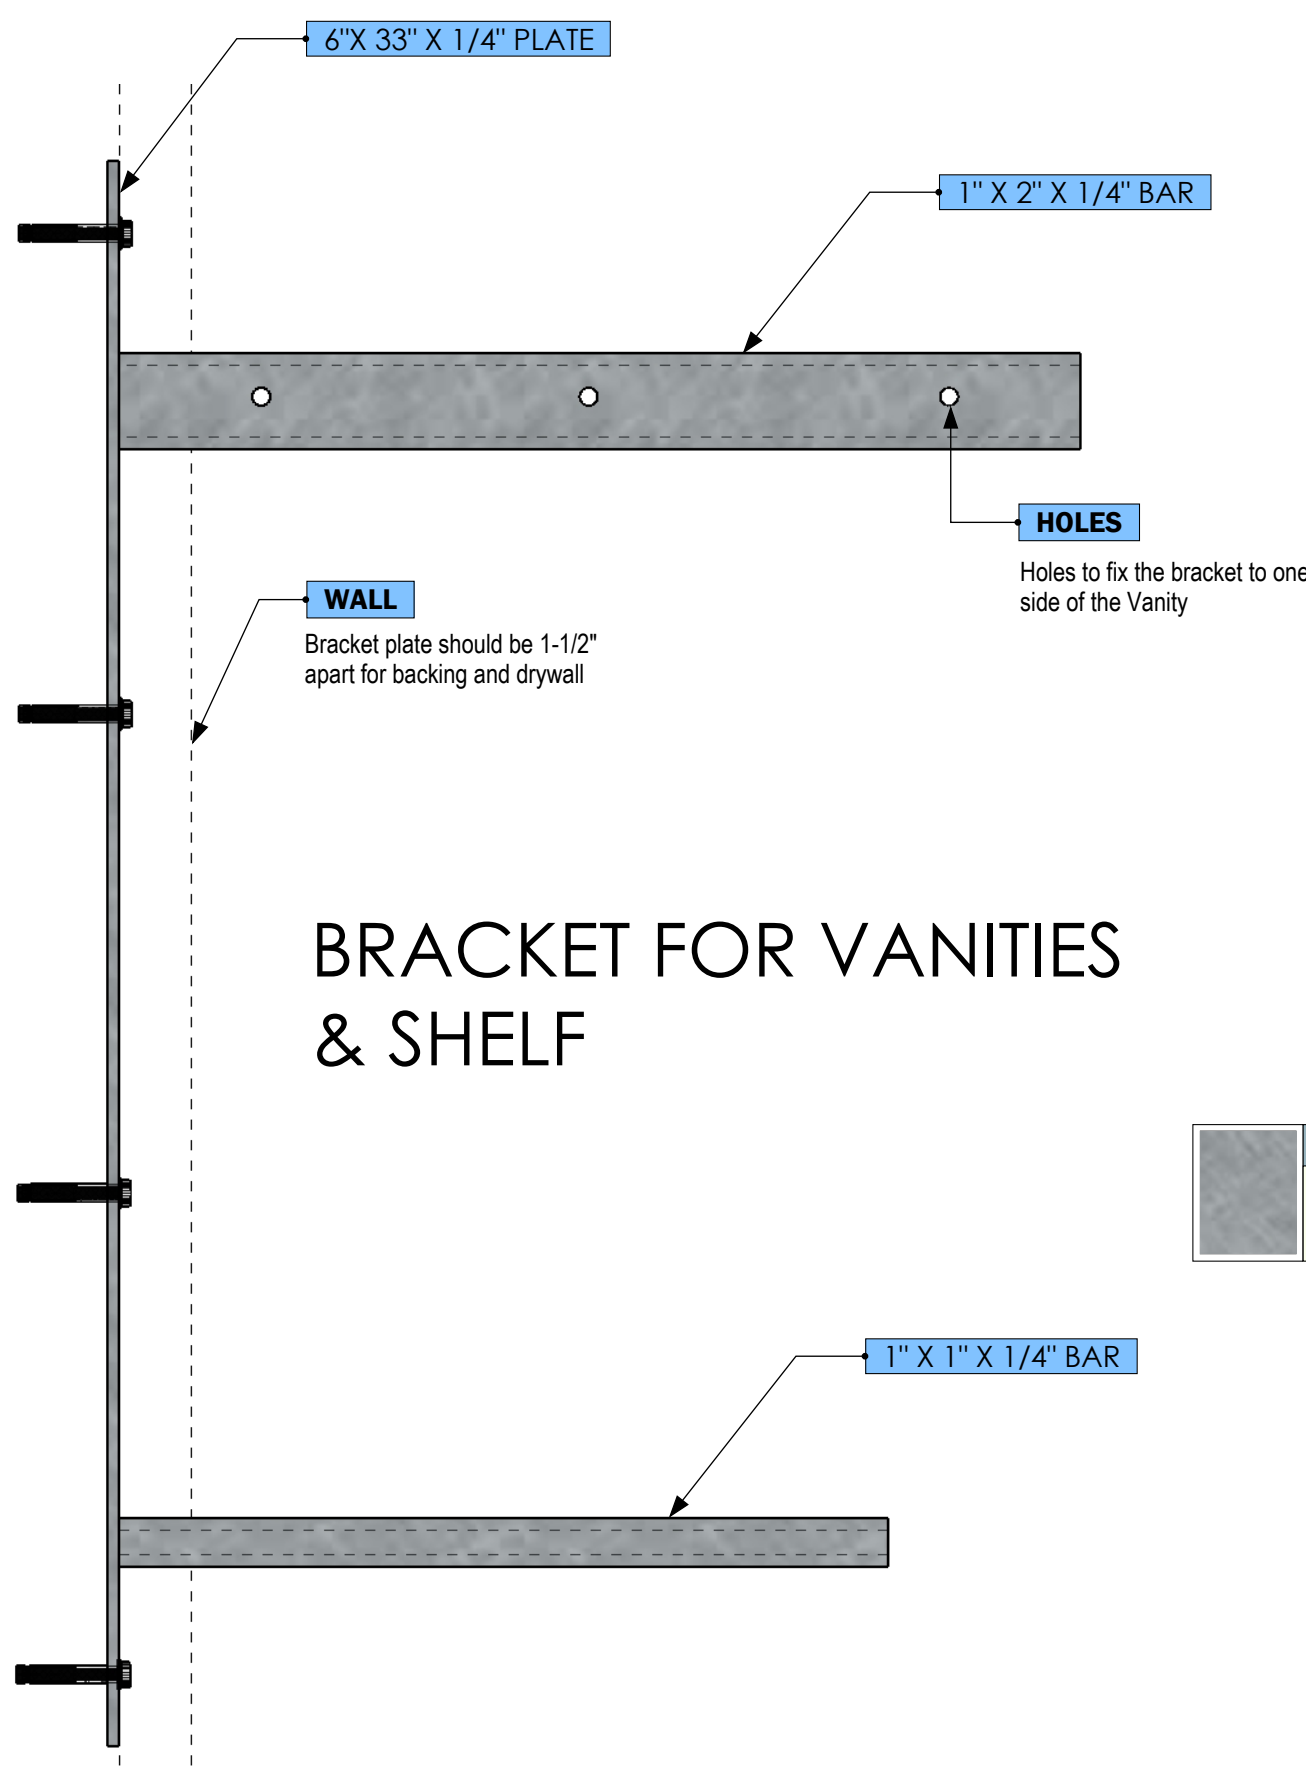 6"X 33" X 1/4" PLATE
1" X 2" X 1/4" BAR
HOLES
Holes to fix the bracket to one
side of the Vanity
WALL
Bracket plate should be 1-1/2"
apart for backing and drywall
BRACKET FOR VANITIES
& SHELF
1" X 1" X 1/4" BAR